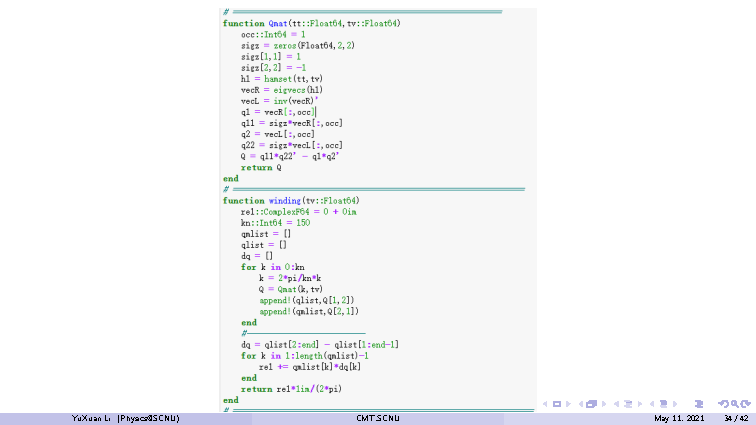 # ════════════════════════
function Qmat(tt::Float64,tv::Float64)
occ::Int64 = 1
sigz = zeros(Float64,2,2)
sigz[1,1] = 1
sigz[2,2] = -1
h1 = hamset(tt,tv)
vecR = eigvecs(h1)
vecL = inv(vecR)'
q1 = vecR[:,occ]
q11 = sigz*vecR[:,occ]
q2 = vecL[:,occ]
q22 = sigz*vecL[:,occ]
Q = q11*q22' - q1*q2'
return Q
end
# ════════════════════════
function winding(tv::Float64)
rel::ComplexF64 = 0 + 0im
kn::Int64 = 150
qmlist = []
qlist = []
dq = []
for k in 0:kn
k = 2*pi/kn*k
Q = Qmat(k,tv)
append!(qlist,Q[1,2])
append!(qmlist,Q[2,1])
end
#────────────────────
dq = qlist[2:end] - qlist[1:end-1]
for k in 1:length(qmlist)-1
rel += qmlist[k]*dq[k]
end
return rel*1im/(2*pi)
end
# ════════════════════════
YuXuan Li (Physcs@SCNU) CMT.SCNU May 11, 2021 34 / 42